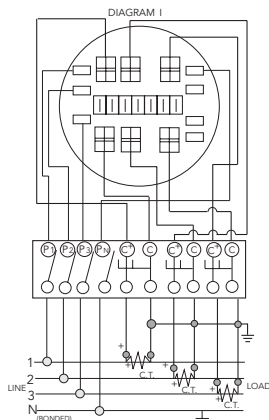 DIAGRAM I
P1 P2 P3 PN C+ C C+ C C+ C
1
+ + C.T.
2
LINE + + C.T. LOAD
3
+ + C.T.
N
(BONDED)